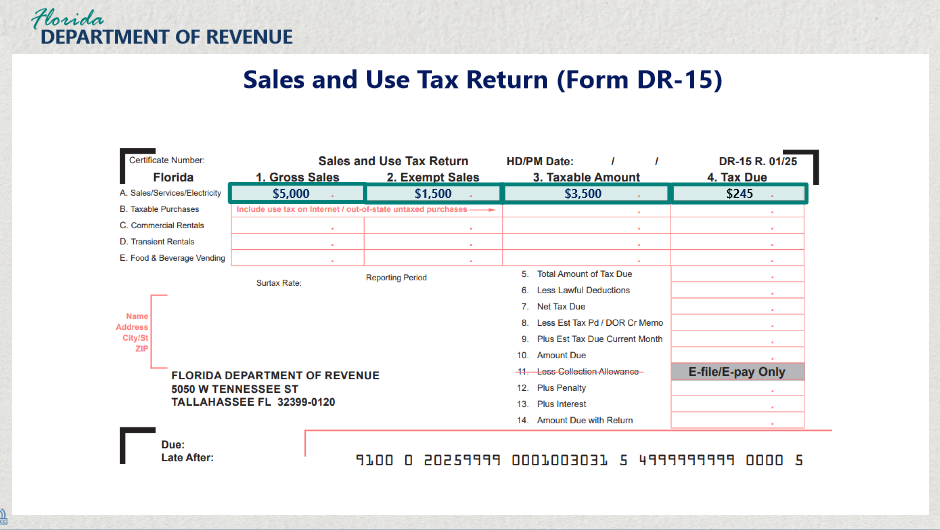 Florida
DEPARTMENT OF REVENUE
Sales and Use Tax Return (Form DR-15)
Certificate Number: Sales and Use Tax Return HD/PM Date: / / DR-15 R. 01/25
Florida 1. Gross Sales 2. Exempt Sales 3. Taxable Amount 4. Tax Due
A. Sales/Services/Electricity $5,000 . $1,500 . $3,500 . $245 .
B. Taxable Purchases Include use tax on Internet / out-of-state untaxed purchases . .
C. Commercial Rentals . . . .
D. Transient Rentals . . . .
E. Food & Beverage Vending . . . .
Surtax Rate: Reporting Period 5. Total Amount of Tax Due .
6. Less Lawful Deductions .
7. Net Tax Due .
8. Less Est Tax Pd / DOR Cr Memo .
9. Plus Est Tax Due Current Month .
10. Amount Due .
11. Less Collection Allowance E-file/E-pay Only
12. Plus Penalty .
13. Plus Interest .
14. Amount Due with Return .
Name
Address
City/St
ZIP
FLORIDA DEPARTMENT OF REVENUE
5050 W TENNESSEE ST
TALLAHASSEE FL 32399-0120
Due:
Late After:
9100 0 20259999 0001003031 5 4999999999 0000 5